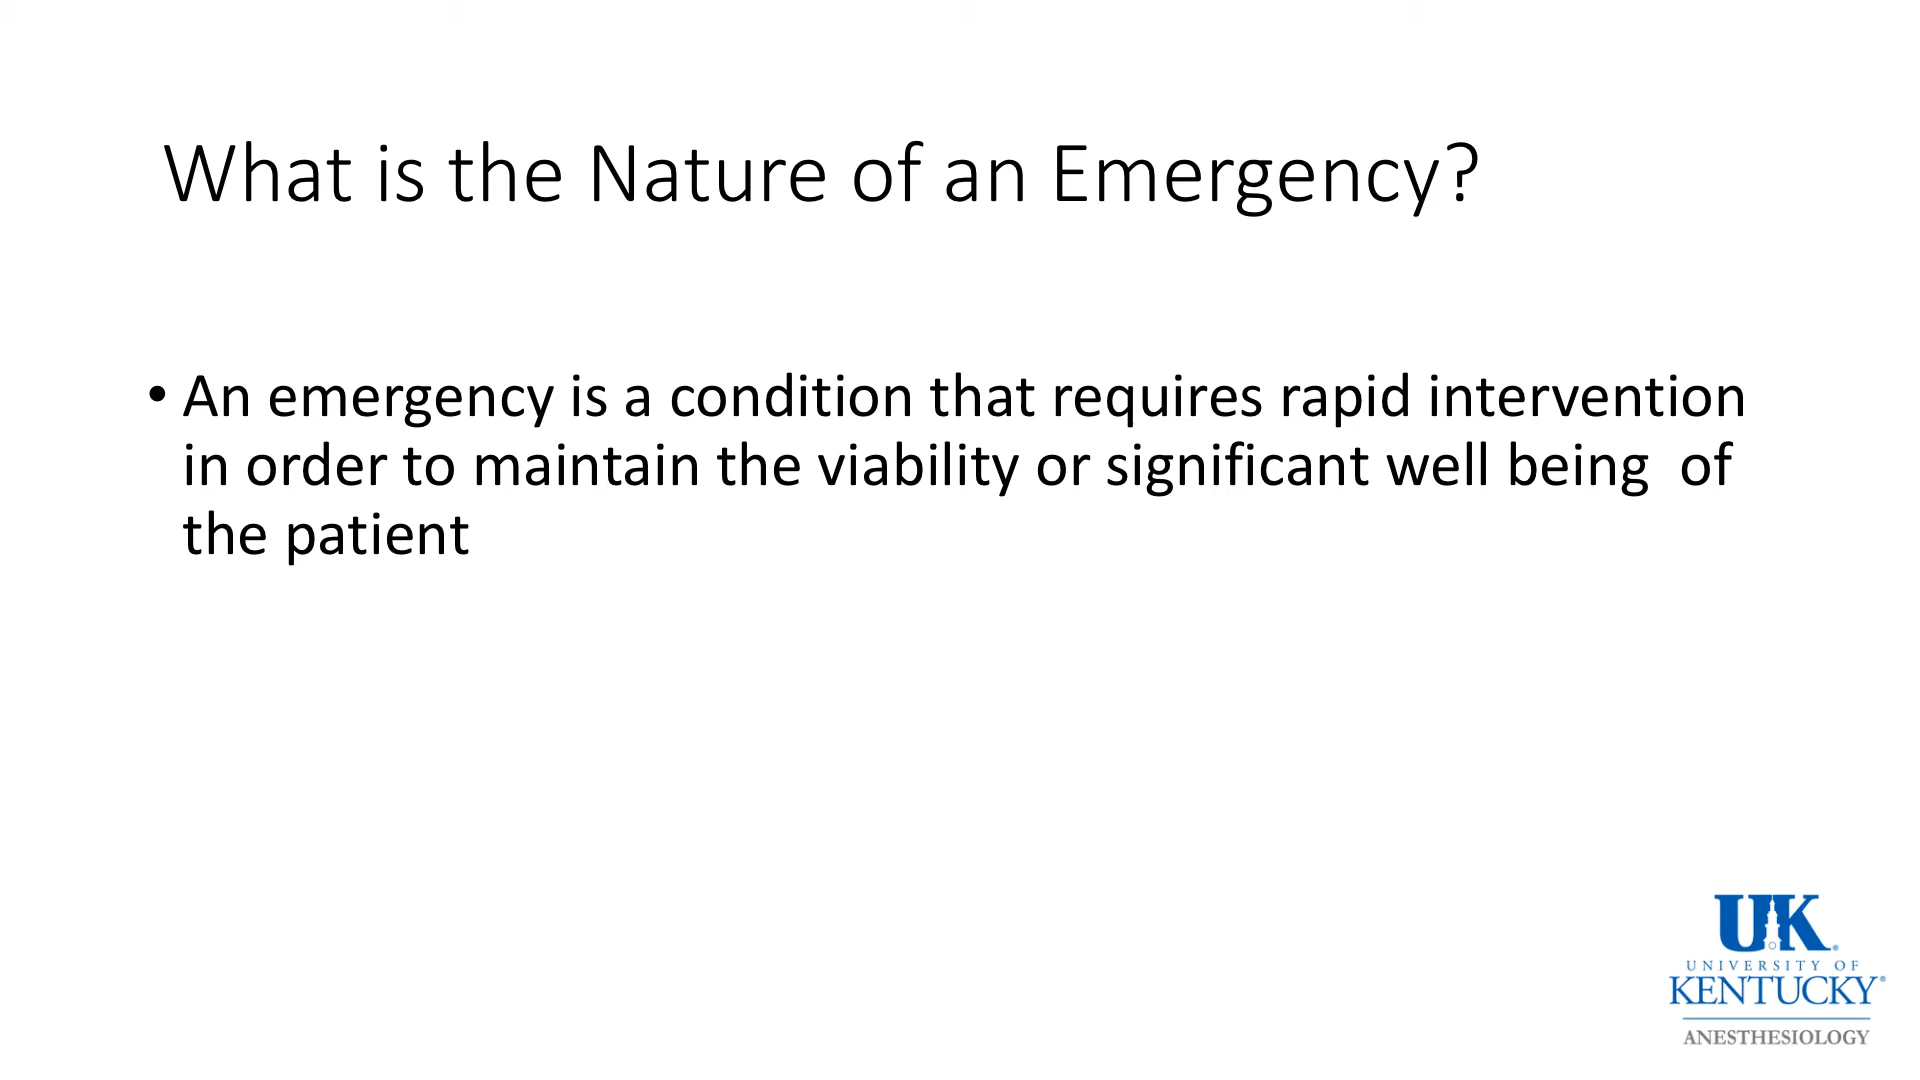 What is the Nature of an Emergency?
• An emergency is a condition that requires rapid intervention
in order to maintain the viability or significant well being  of
the patient
UK
UNIVERSITY OF
KENTUCKY®
ANESTHESIOLOGY